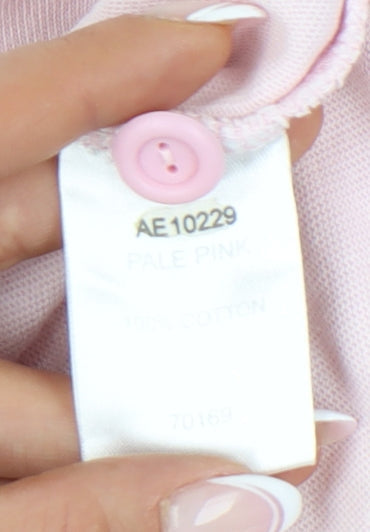 AE10229
PALE PINK
100% COTTON
70169